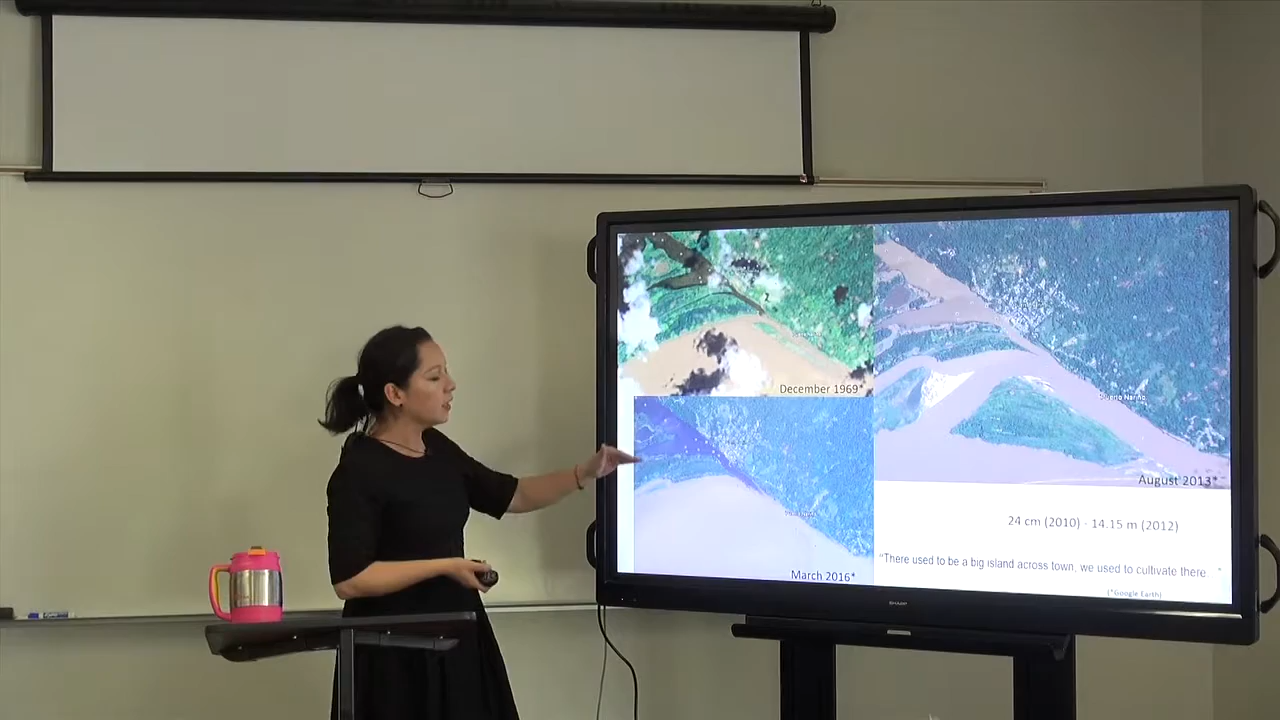 December 1969*
August 2013*
March 2016*
24 cm (2010) - 14.15 m (2012)
"There used to be a big island across town, we used to cultivate there..."
(*Google Earth)
SHARP